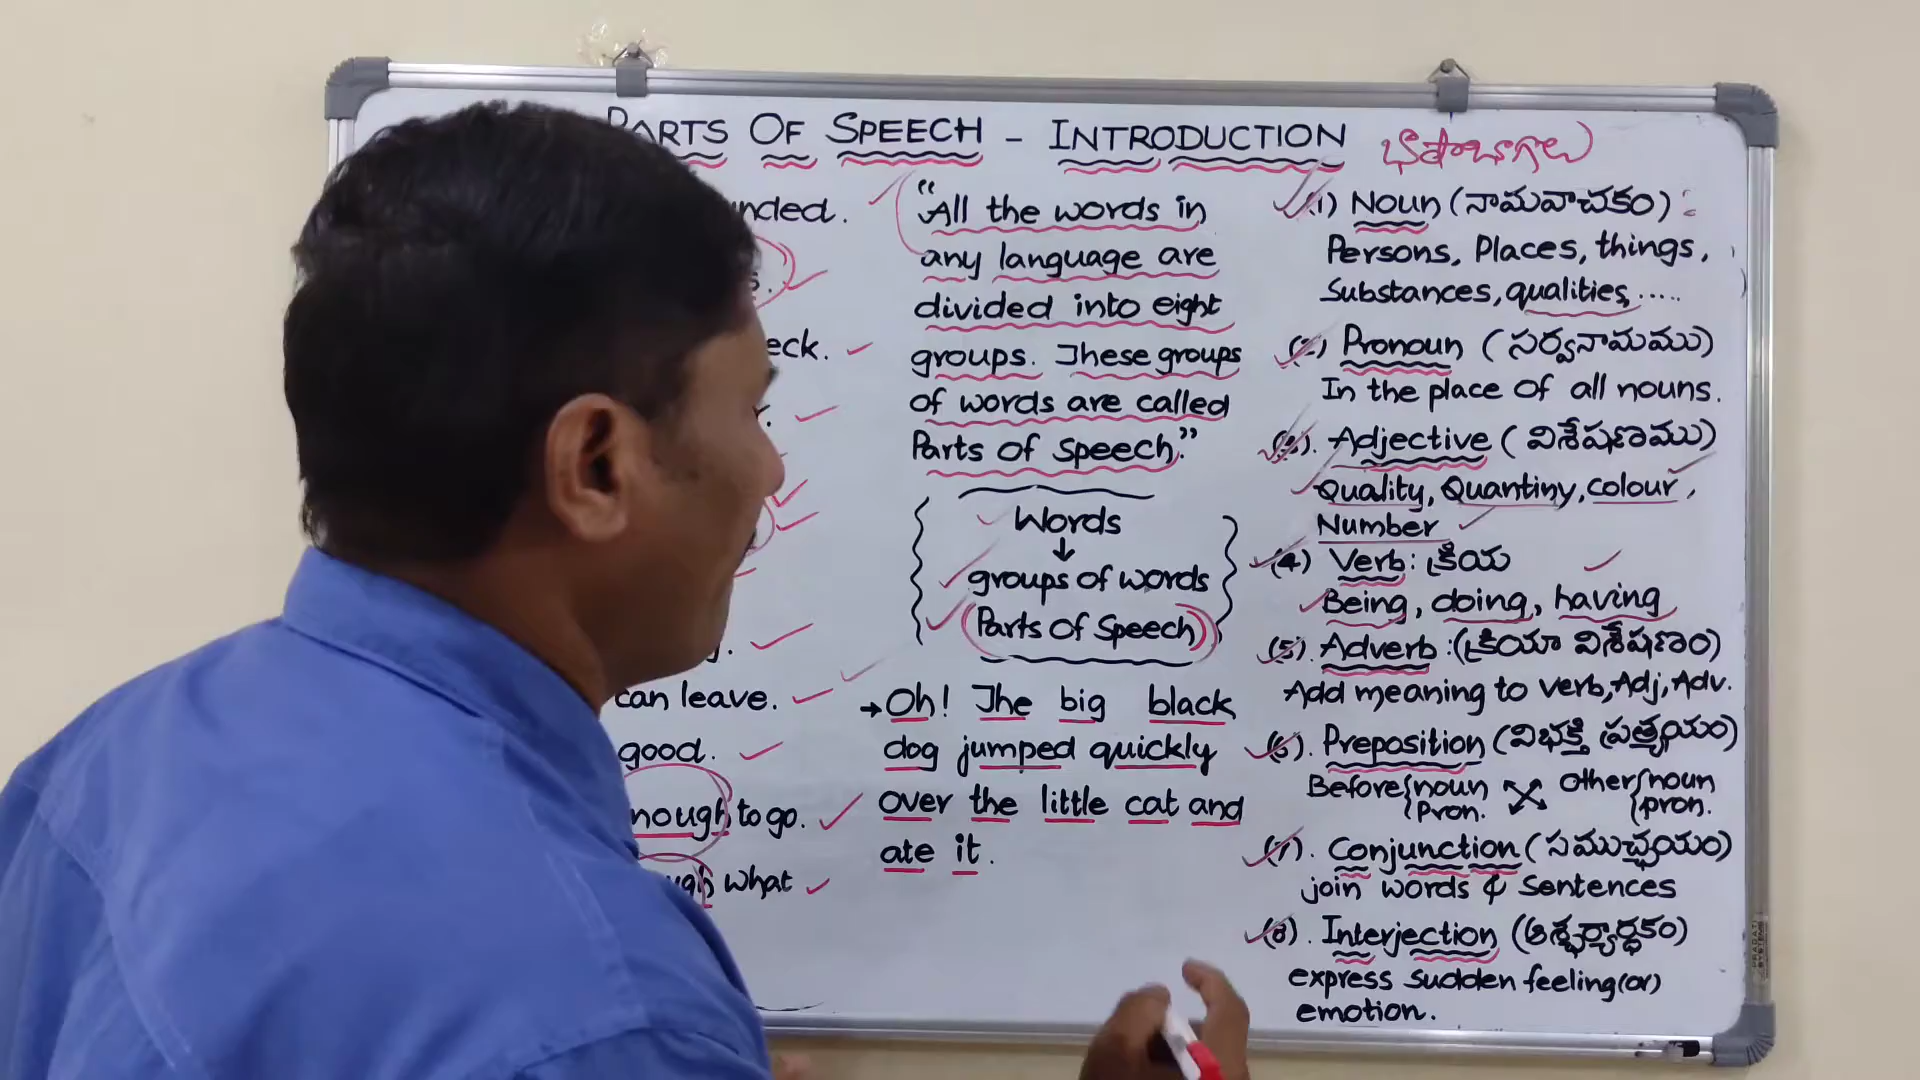 PARTS OF SPEECH - INTRODUCTION
భాషాభాగాలు
can leave.
good.
to go.
what
"All the words in
any language are
divided into eight
groups. These groups
of words are called
Parts of Speech."
Words
↓
groups of words
Parts of Speech
→ Oh! The big black
dog jumped quickly
over the little cat and
ate it.
(1) Noun (నామవాచకం) :
Persons, Places, things,
Substances, qualities, .....
(2) Pronoun (సర్వనామము)
In the place of all nouns.
(3). Adjective (విశేషణము)
Quality, Quantiny, colour,
Number
(4) Verb : క్రియ
Being, doing, having
(5) Adverb : (క్రియా విశేషణం)
Add meaning to verb, Adj, Adv.
(6). Preposition (విభక్తి ప్రత్యయం)
Before {noun Other {noun
{Pron. {pron.
(7). Conjunction (సముచ్ఛయం)
join words & Sentences
(8). Interjection (ఆశ్చర్యార్ధకం)
express sudden feeling (or)
emotion.